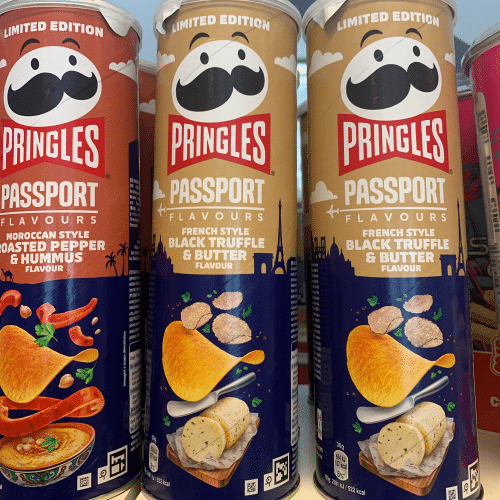 LIMITED EDITION
PRINGLES
PASSPORT
FLAVOURS
MOROCCAN STYLE
ROASTED PEPPER
& HUMMUS
FLAVOUR
LIMITED EDITION
PRINGLES
PASSPORT
FLAVOURS
FRENCH STYLE
BLACK TRUFFLE
& BUTTER
FLAVOUR
LIMITED EDITION
PRINGLES
PASSPORT
FLAVOURS
FRENCH STYLE
BLACK TRUFFLE
& BUTTER
FLAVOUR